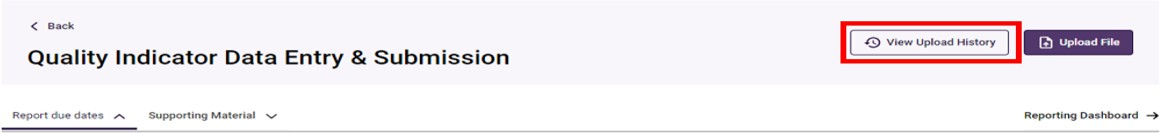 Back
Quality Indicator Data Entry & Submission
View Upload History
Upload File
Report due dates
Supporting Material
Reporting Dashboard